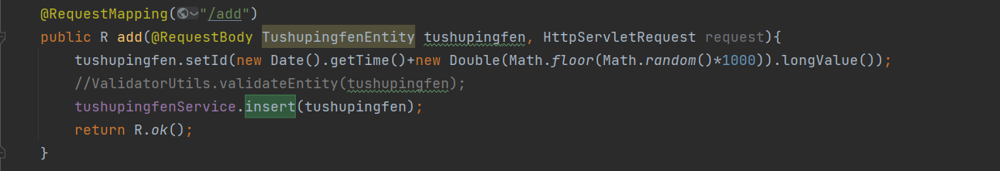 @RequestMapping("/add")
public R add(@RequestBody TushupingfenEntity tushupingfen, HttpServletRequest request){
tushupingfen.setId(new Date().getTime()+new Double(Math.floor(Math.random()*1000)).longValue());
//ValidatorUtils.validateEntity(tushupingfen);
tushupingfenService.insert(tushupingfen);
return R.ok();
}